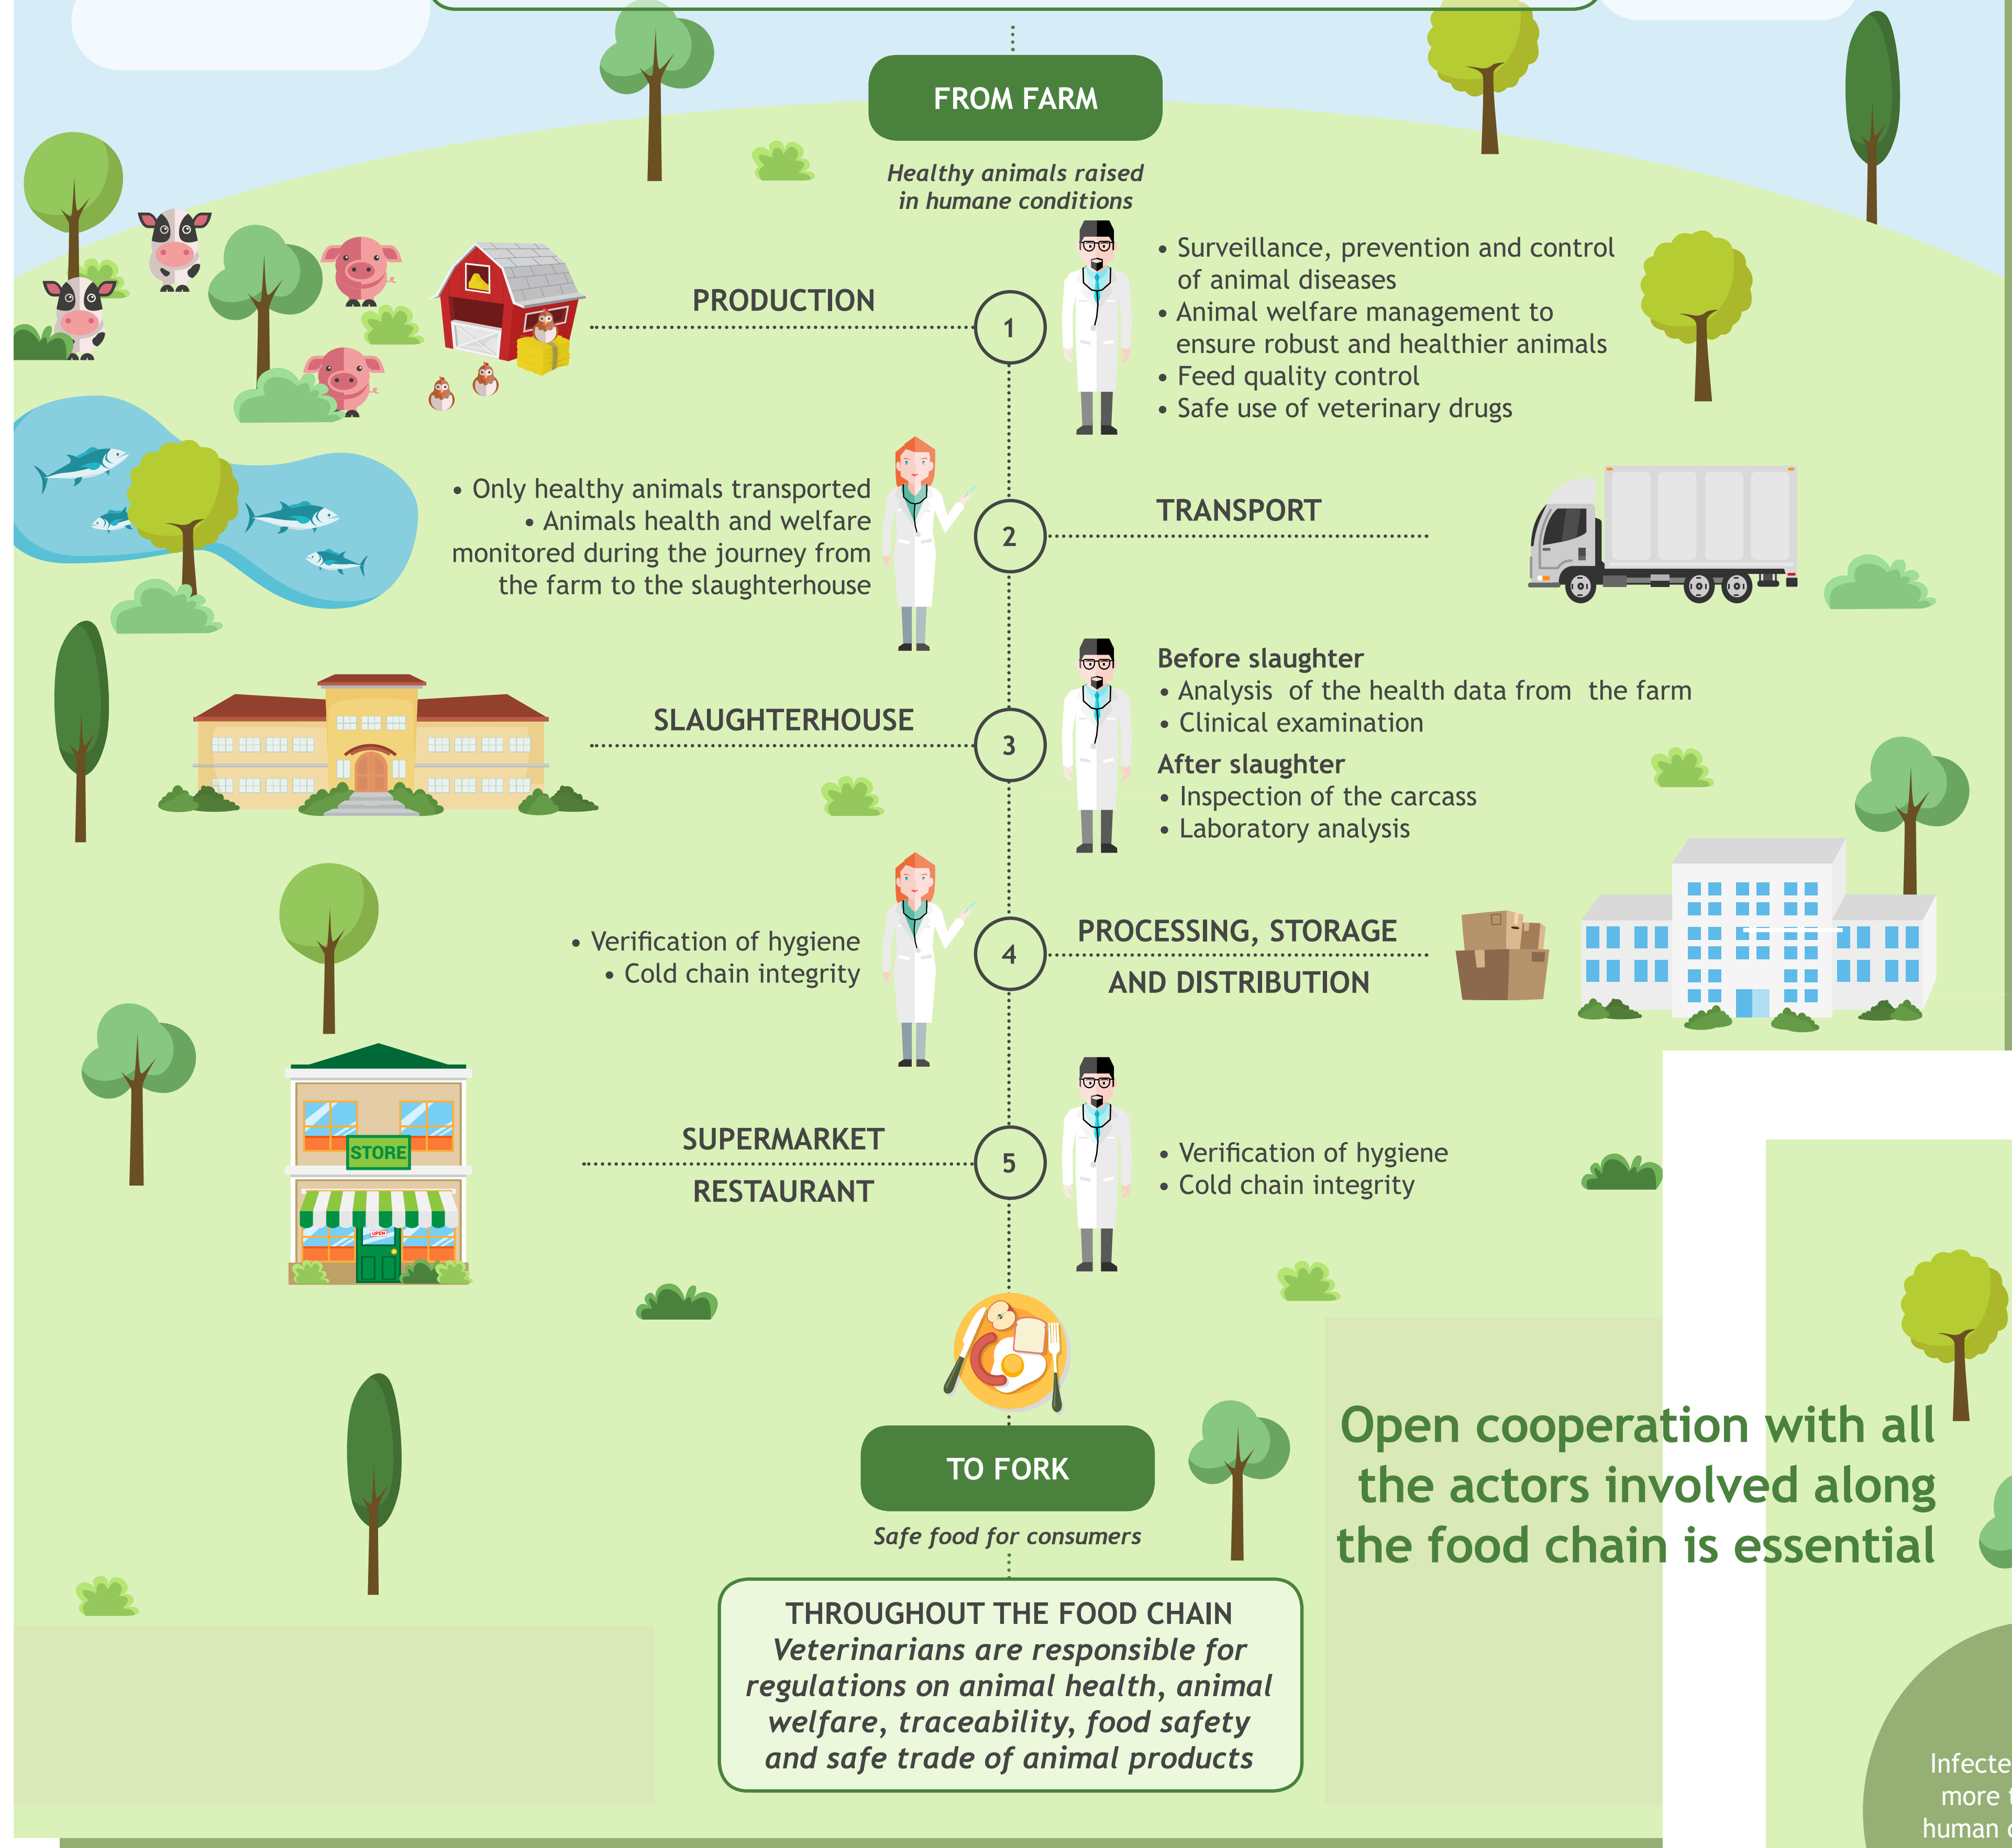 FROM FARM
Healthy animals raised
in humane conditions
PRODUCTION
1
• Surveillance, prevention and control
of animal diseases
• Animal welfare management to
ensure robust and healthier animals
• Feed quality control
• Safe use of veterinary drugs
• Only healthy animals transported
• Animals health and welfare
monitored during the journey from
the farm to the slaughterhouse
2
TRANSPORT
SLAUGHTERHOUSE
3
Before slaughter
• Analysis of the health data from the farm
• Clinical examination
After slaughter
• Inspection of the carcass
• Laboratory analysis
• Verification of hygiene
• Cold chain integrity
4
PROCESSING, STORAGE
AND DISTRIBUTION
STORE
OPEN
SUPERMARKET
RESTAURANT
5
• Verification of hygiene
• Cold chain integrity
TO FORK
Safe food for consumers
Open cooperation with all
the actors involved along
the food chain is essential
THROUGHOUT THE FOOD CHAIN
Veterinarians are responsible for
regulations on animal health, animal
welfare, traceability, food safety
and safe trade of animal products
more
human